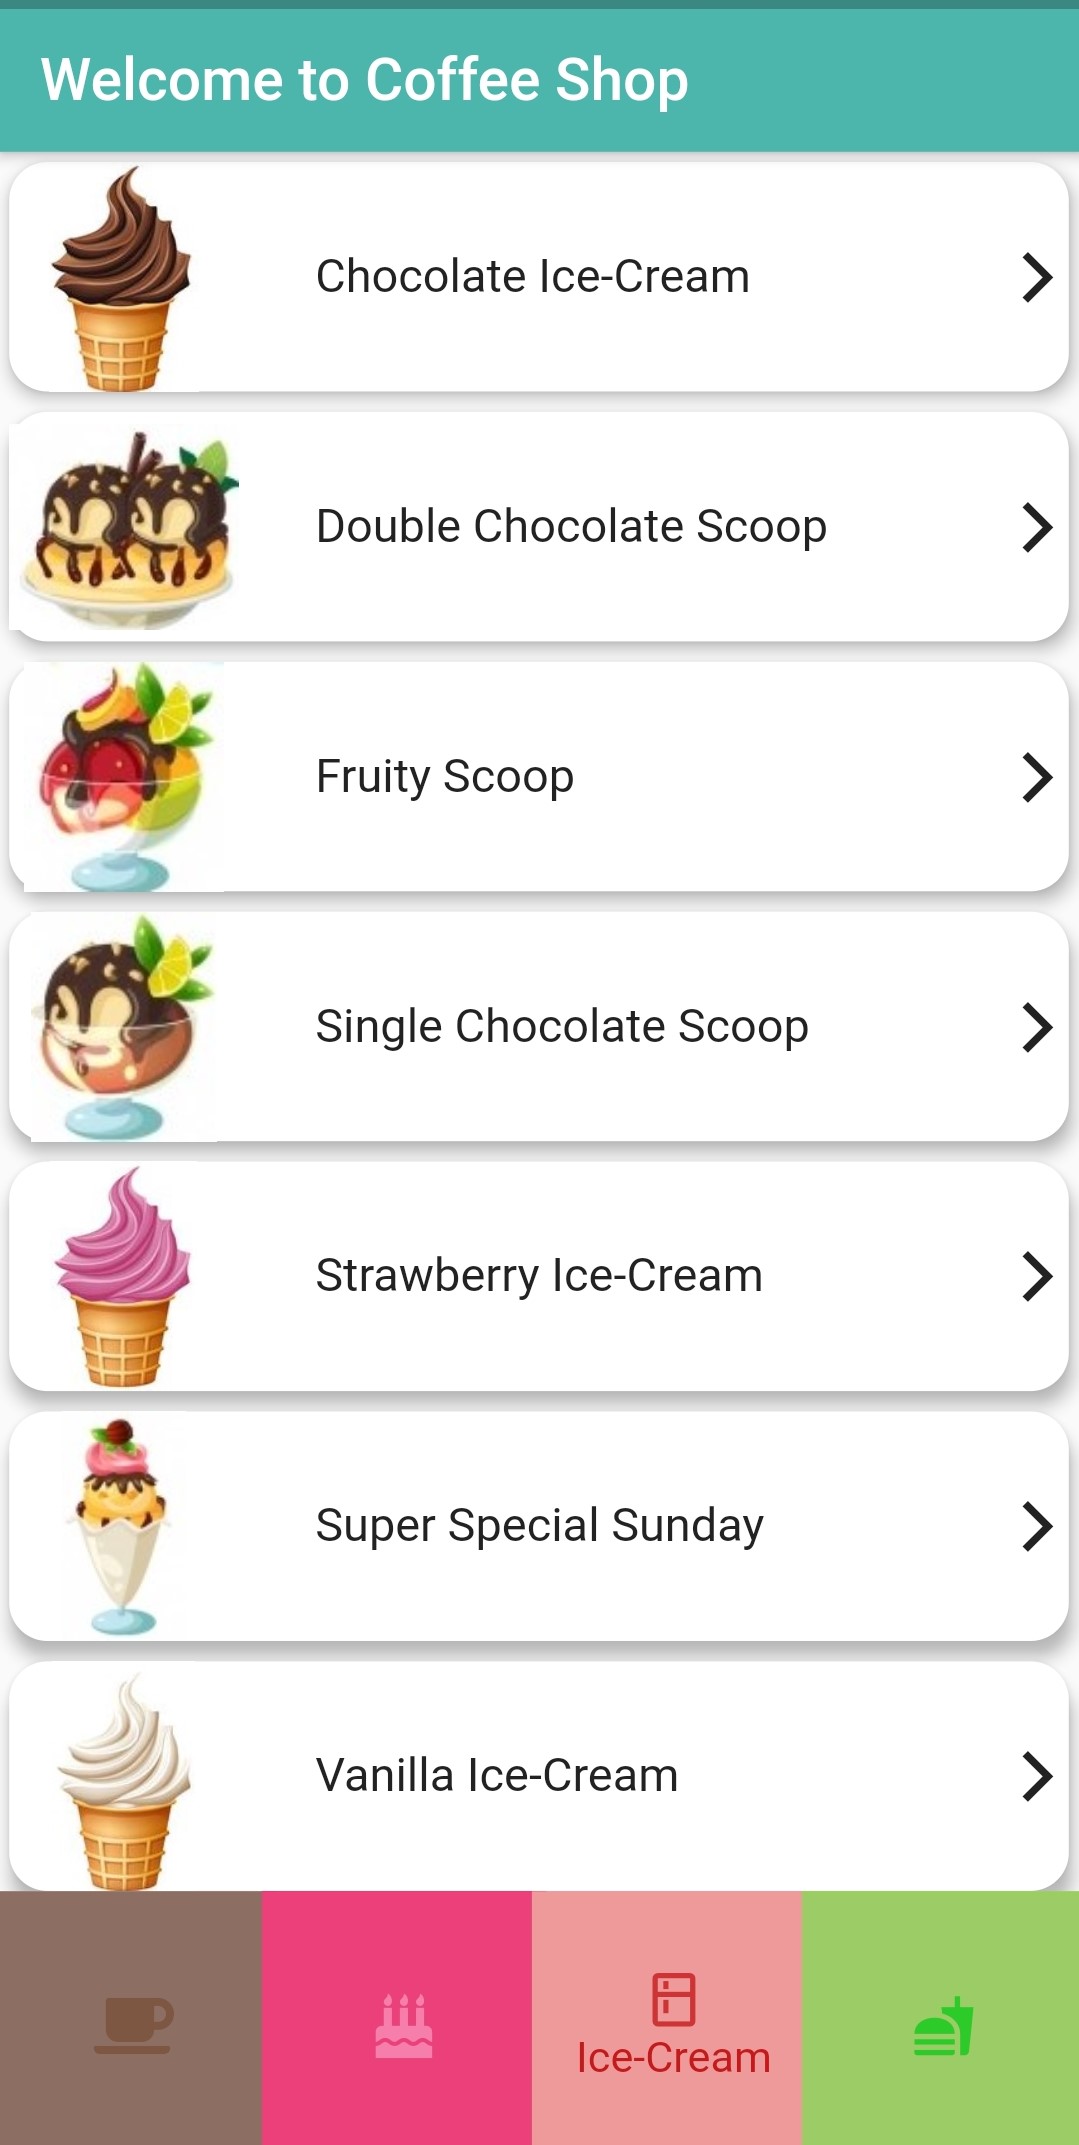 Welcome to Coffee Shop
Chocolate Ice-Cream
Double Chocolate Scoop
Fruity Scoop
Single Chocolate Scoop
Strawberry Ice-Cream
Super Special Sunday
Vanilla Ice-Cream
Ice-Cream